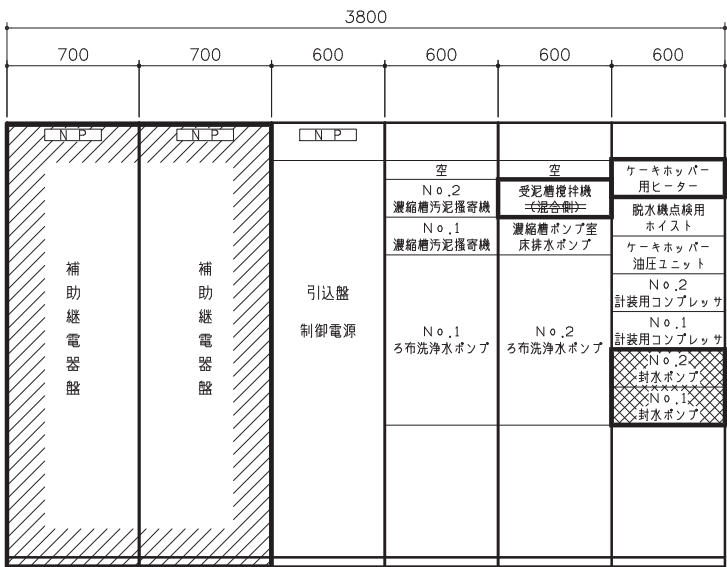 3800
700
700
600
600
600
600
NP
NP
NP
補助継電器盤
補助継電器盤
引込盤
制御電源
空
No.2
濃縮槽汚泥掻寄機
No.1
濃縮槽汚泥掻寄機
No.1
ろ布洗浄水ポンプ
空
受泥槽撹拌機
(混合側)
濃縮槽ポンプ室
床排水ポンプ
No.2
ろ布洗浄水ポンプ
ケーキホッパー
用ヒーター
脱水機点検用
ホイスト
ケーキホッパー
油圧ユニット
No.2
計装用コンプレッサ
No.1
計装用コンプレッサ
No.2
封水ポンプ
No.1
封水ポンプ